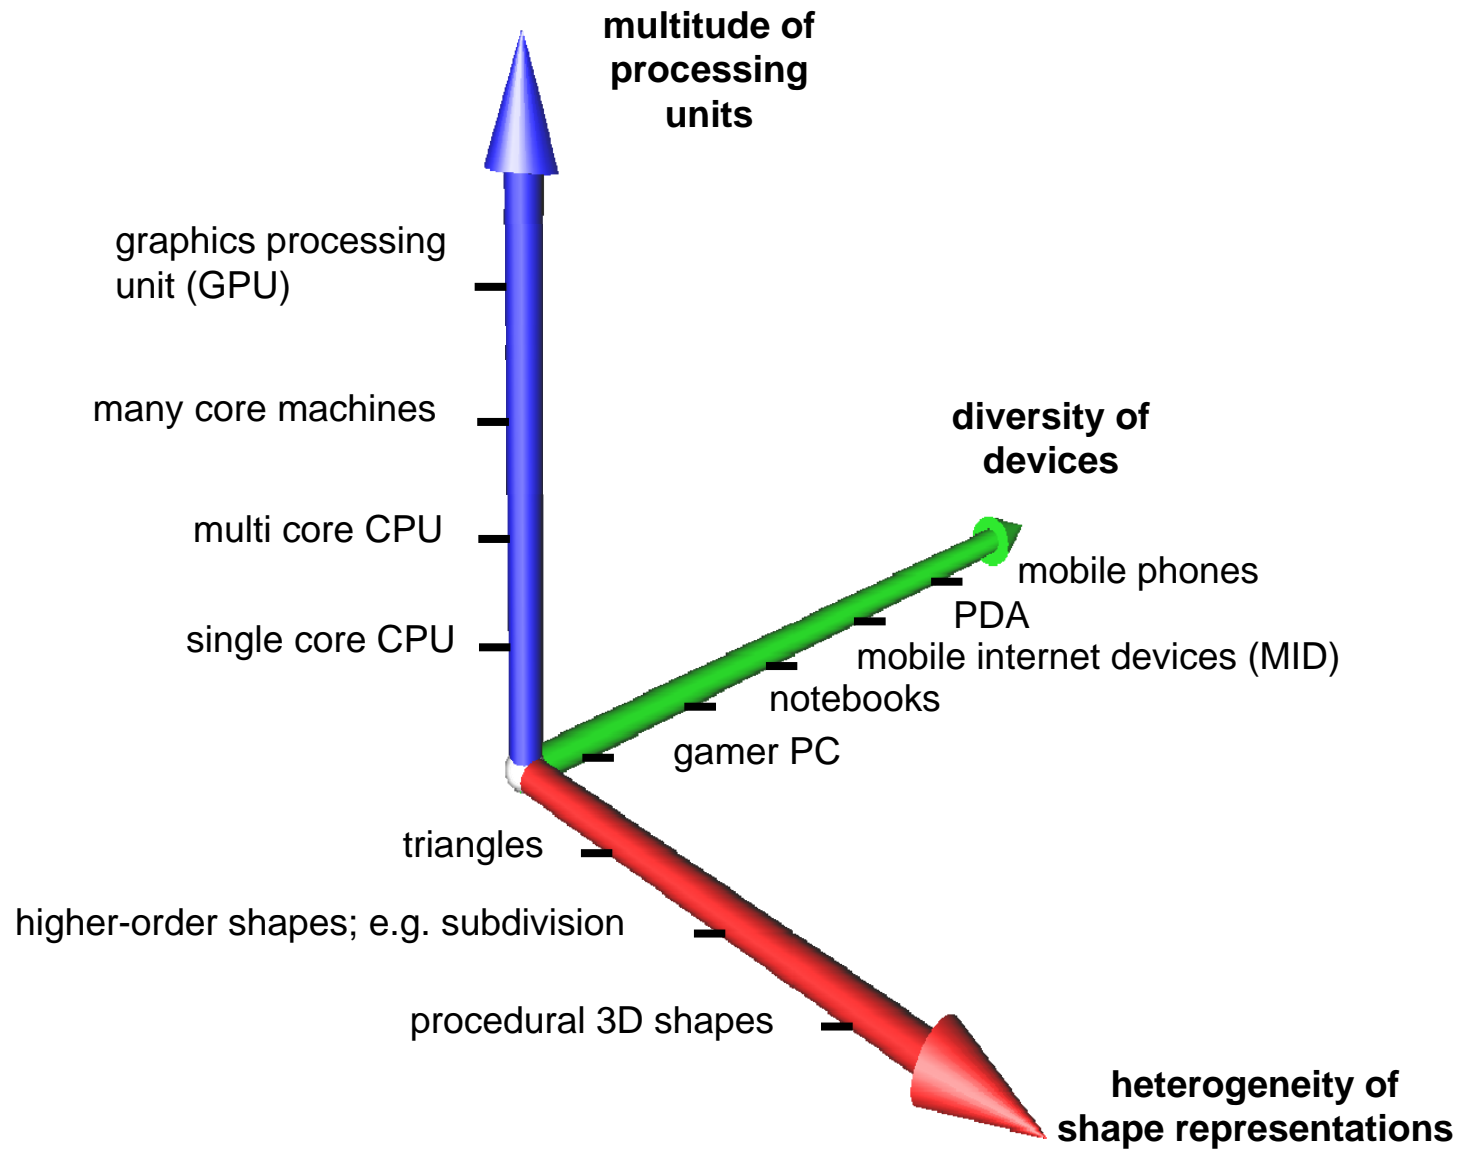 multitude of
processing
units
graphics processing
unit (GPU)
many core machines
diversity of
devices
multi core CPU
mobile phones
PDA
single core CPU
mobile internet devices (MID)
notebooks
gamer PC
triangles
higher-order shapes; e.g. subdivision
procedural 3D shapes
heterogeneity of
shape representations